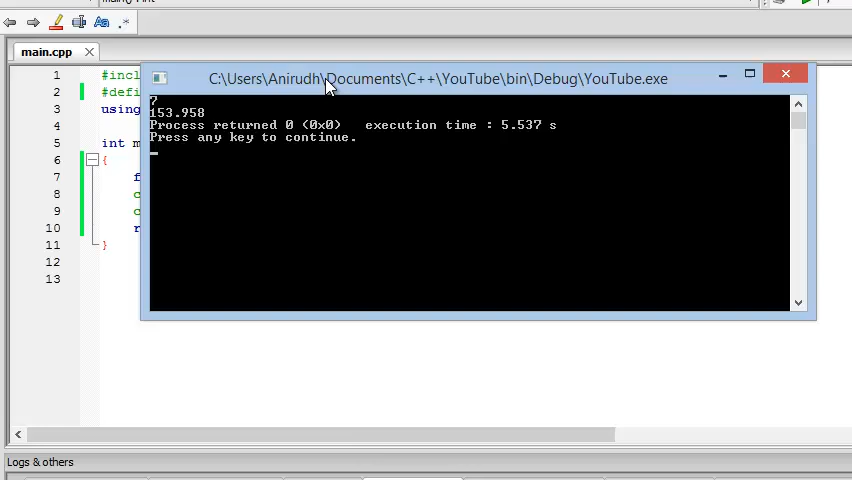 main.cpp
C:\Users\Anirudh\Documents\C++\YouTube\bin\Debug\YouTube.exe
7
153.958
Process returned 0 (0x0)   execution time : 5.537 s
Press any key to continue.
1 #incl
2 #defi
3 using
4
5 int m
6 {
7 f
8 c
9 c
10 r
11 }
12
13
Logs & others